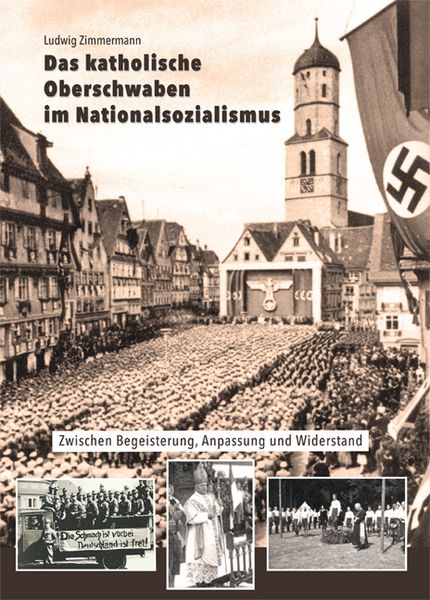 Ludwig Zimmermann
Das katholische
Oberschwaben
im Nationalsozialismus
Zwischen Begeisterung, Anpassung und Widerstand
Die Schmach ist vorbei
Deutschland ist frei!